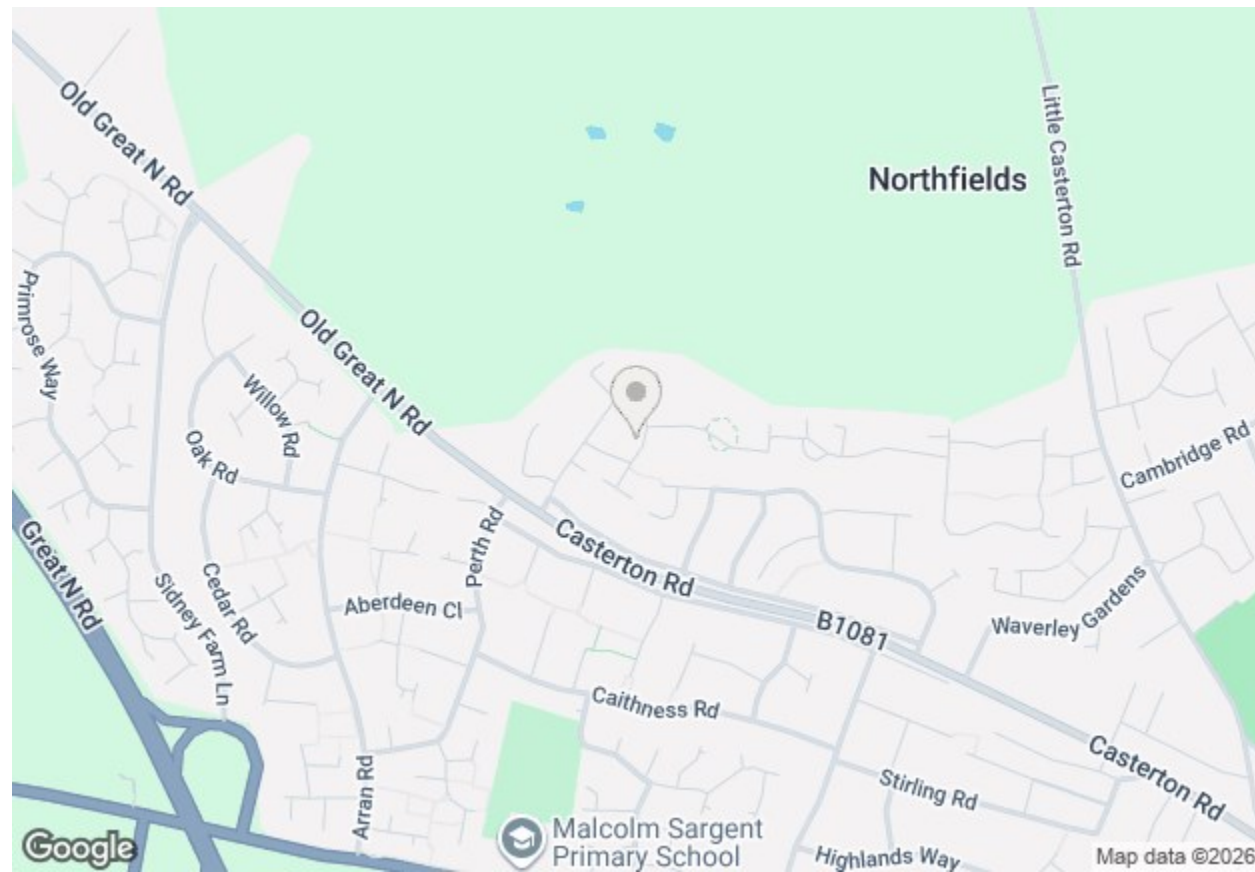 Old Great N Rd
Little Casterton Rd
Northfields
Primrose Way
Old Great N Rd
Willow Rd
Oak Rd
Cambridge Rd
Great N Rd
Perth Rd
Casterton Rd
Cedar Rd
Sidney Farm Ln
Aberdeen Cl
B1081
Waverley Gardens
Caithness Rd
Arran Rd
Stirling Rd
Casterton Rd
Malcolm Sargent
Primary School
Highlands Way
Google
Map data ©2026